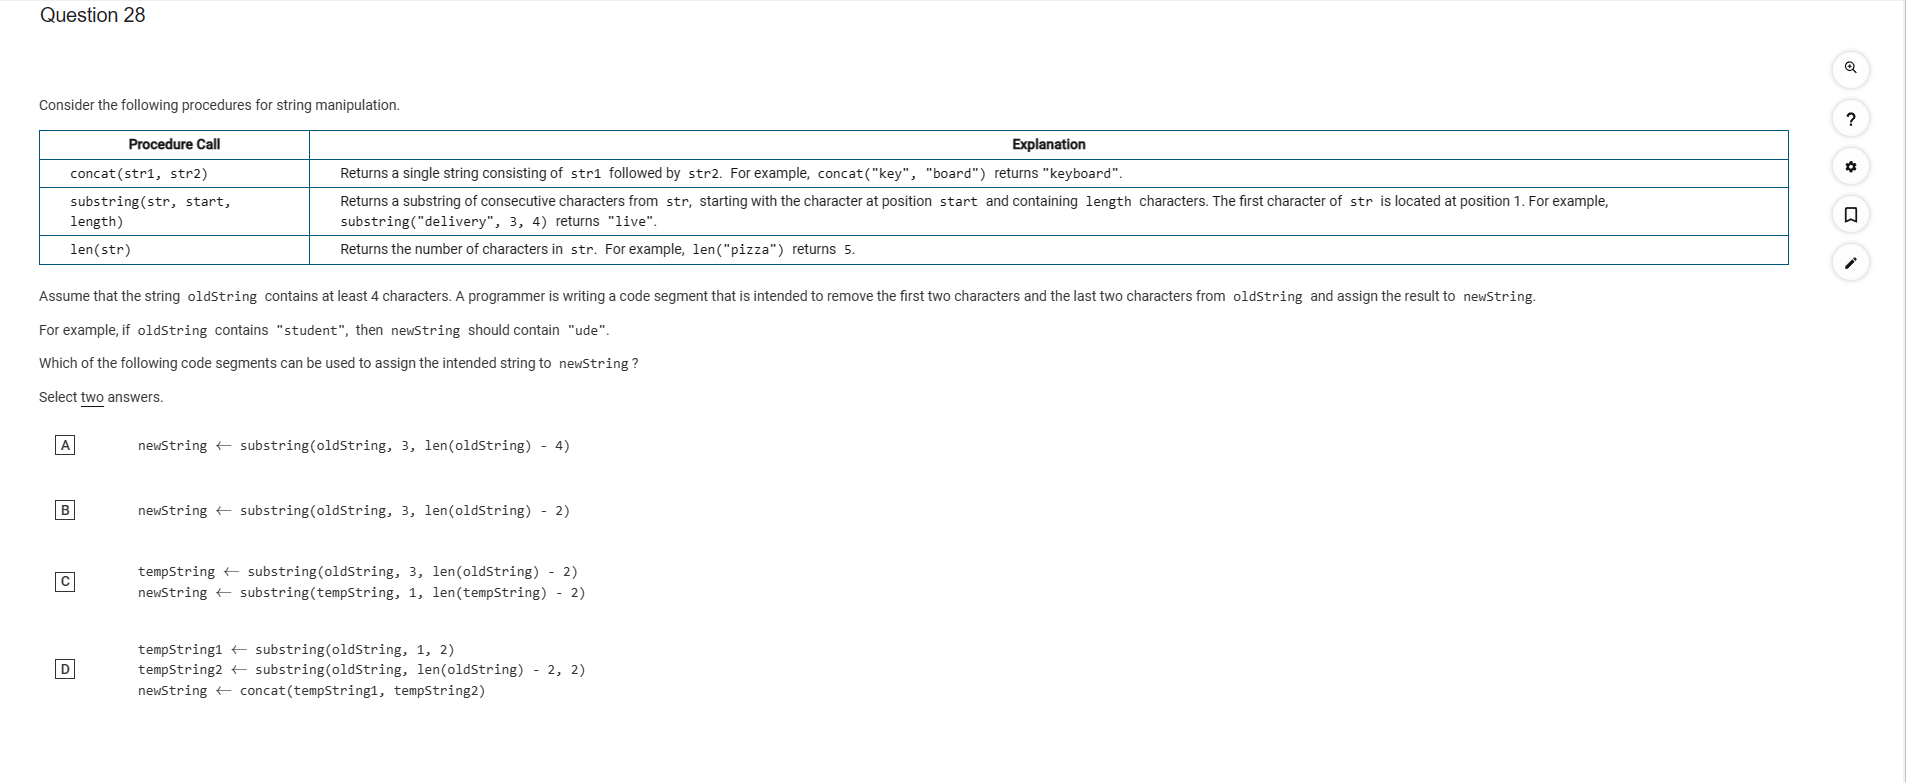 Question 28
Consider the following procedures for string manipulation.
Procedure Call
Explanation
concat(str1, str2)
Returns a single string consisting of str1 followed by str2. For example, concat("key", "board") returns "keyboard".
substring(str, start,
length)
Returns a substring of consecutive characters from str, starting with the character at position start and containing length characters. The first character of str is located at position 1. For example,
substring("delivery", 3, 4) returns "live".
len(str)
Returns the number of characters in str. For example, len("pizza") returns 5.
Assume that the string oldString contains at least 4 characters. A programmer is writing a code segment that is intended to remove the first two characters and the last two characters from oldString and assign the result to newString.
For example, if oldString contains "student", then newString should contain "ude".
Which of the following code segments can be used to assign the intended string to newString ?
Select two answers.
A newString ← substring(oldString, 3, len(oldString) - 4)
B newString ← substring(oldString, 3, len(oldString) - 2)
C
tempString ← substring(oldString, 3, len(oldString) - 2)
newString ← substring(tempString, 1, len(tempString) - 2)
D
tempString1 ← substring(oldString, 1, 2)
tempString2 ← substring(oldString, len(oldString) - 2, 2)
newString ← concat(tempString1, tempString2)
?